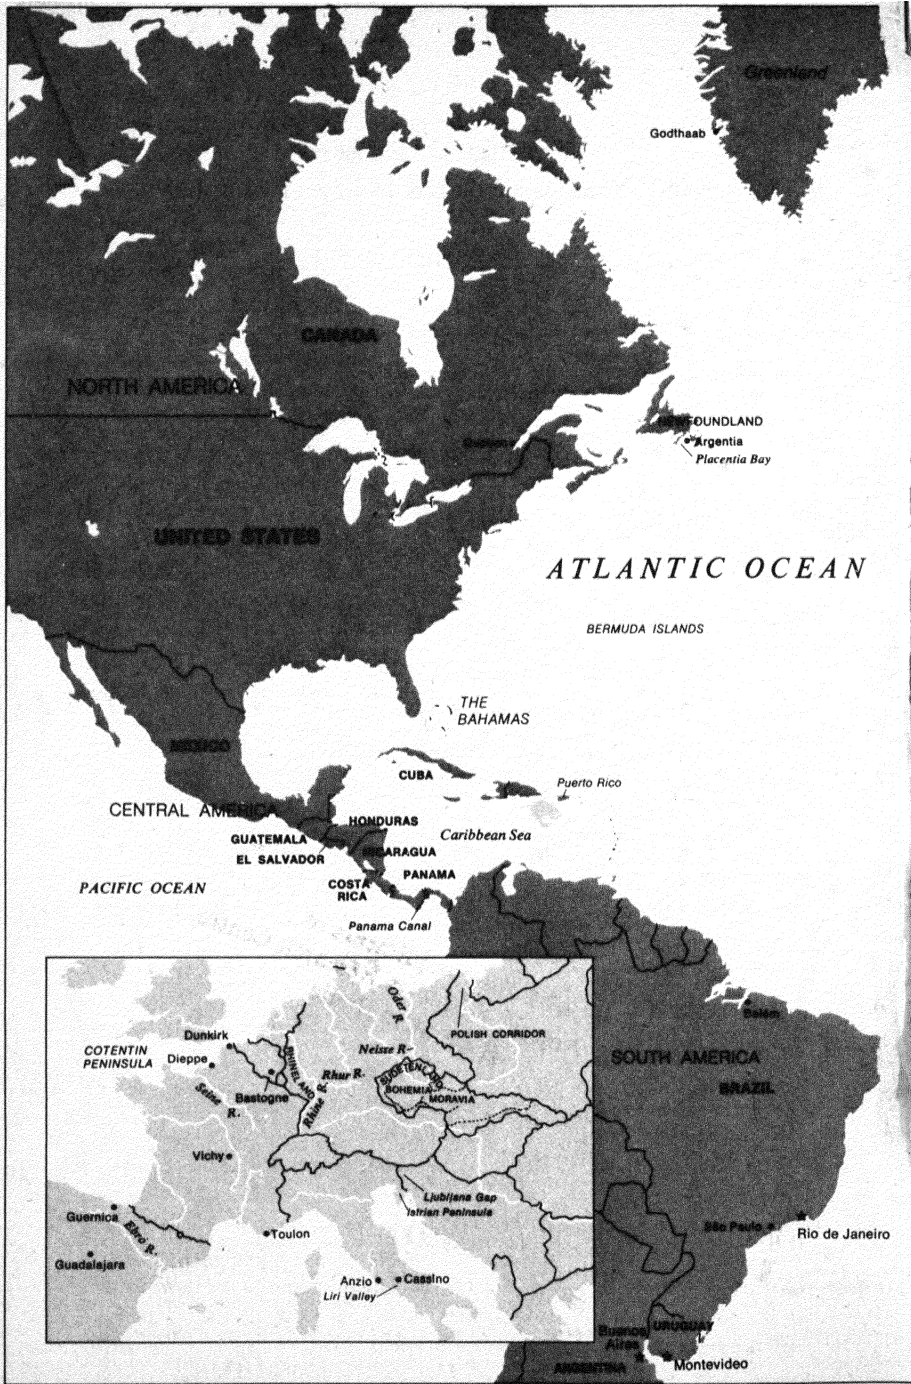 Greenland
Godthaab
CANADA
NORTH AMERICA
NEWFOUNDLAND
Argentia
Placentia Bay
UNITED STATES
ATLANTIC OCEAN
BERMUDA ISLANDS
THE
BAHAMAS
MEXICO
CUBA
Puerto Rico
CENTRAL AMERICA
HONDURAS
Caribbean Sea
GUATEMALA
NICARAGUA
EL SALVADOR
PANAMA
COSTA
RICA
PACIFIC OCEAN
Panama Canal
Oder R.
POLISH CORRIDOR
Dunkirk
COTENTIN
PENINSULA
Neisse R.
Dieppe
RHINELAND
Rhur R.
SUDETENLAND
BOHEMIA
MORAVIA
Seine
R.
Bastogne
Rhine R.
Vichy
Ljubljana Gap
Istrian Peninsula
Guernica
Ebro R.
Toulon
Guadalajara
Anzio
Cassino
Liri Valley
Belém
SOUTH AMERICA
BRAZIL
São Paulo
Rio de Janeiro
Buenos
Aires
URUGUAY
ARGENTINA
Montevideo